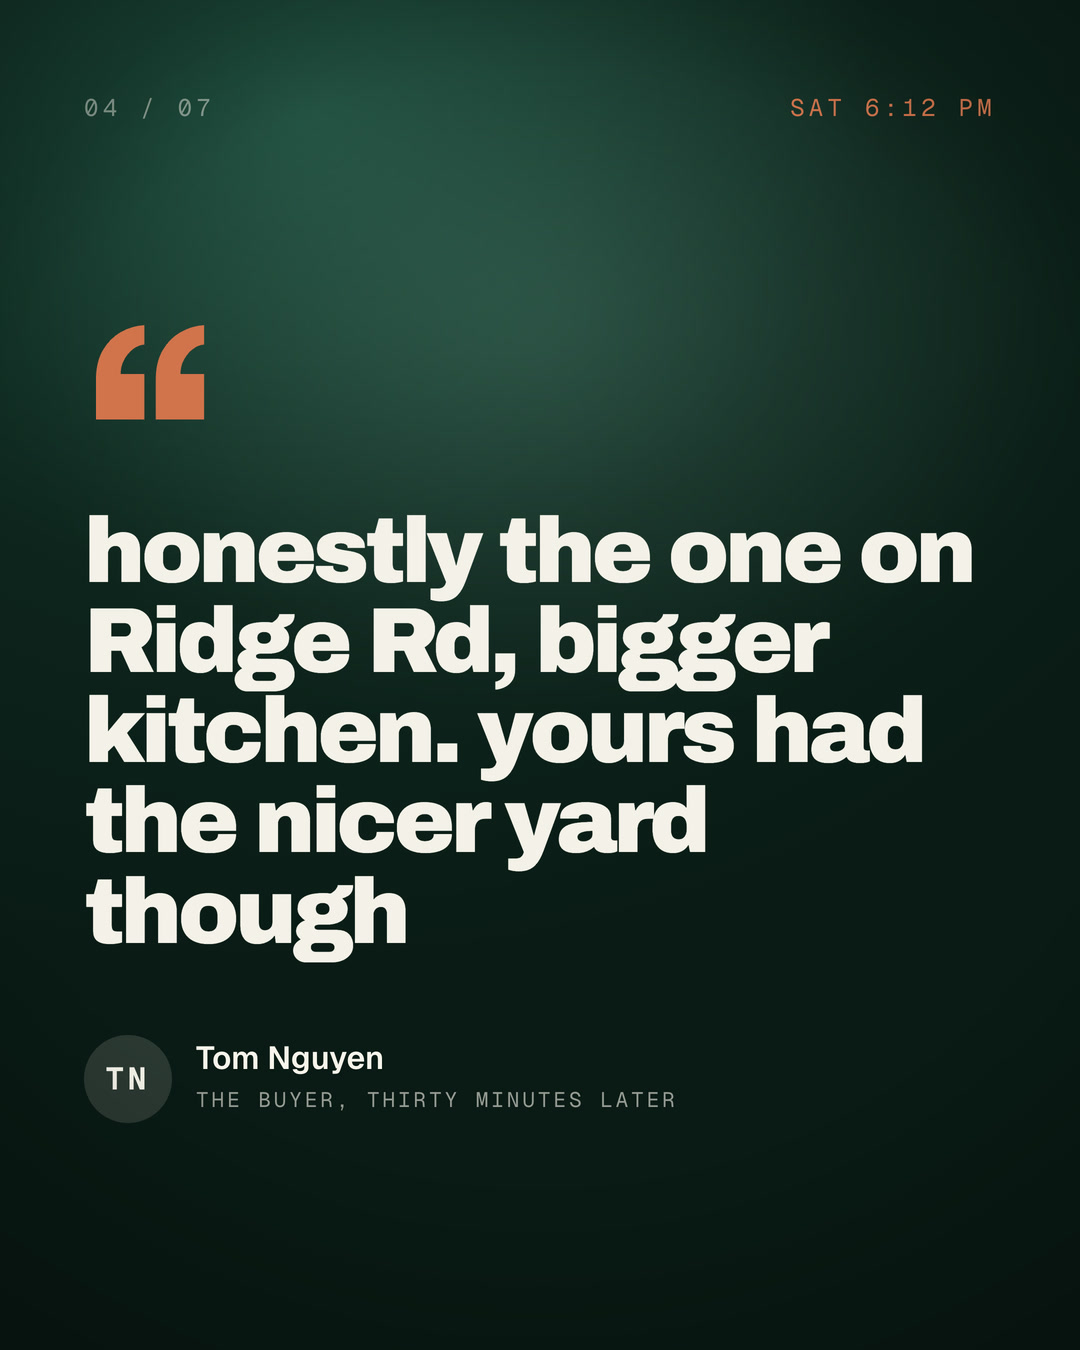 04 / 07
SAT 6:12 PM
“
honestly the one on
Ridge Rd, bigger
kitchen. yours had
the nicer yard
though
TN
Tom Nguyen
THE BUYER, THIRTY MINUTES LATER